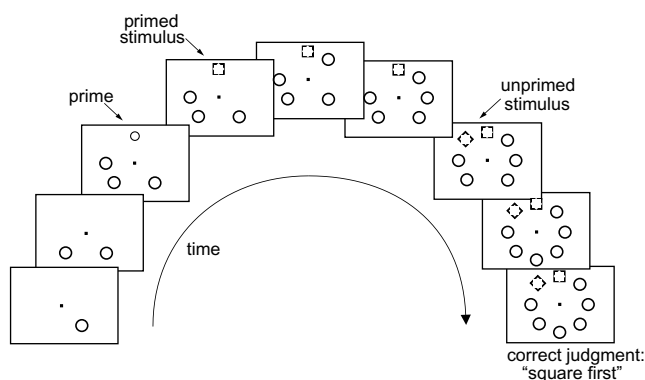 primed
stimulus
prime
unprimed
stimulus
time
correct judgment:
“square first”